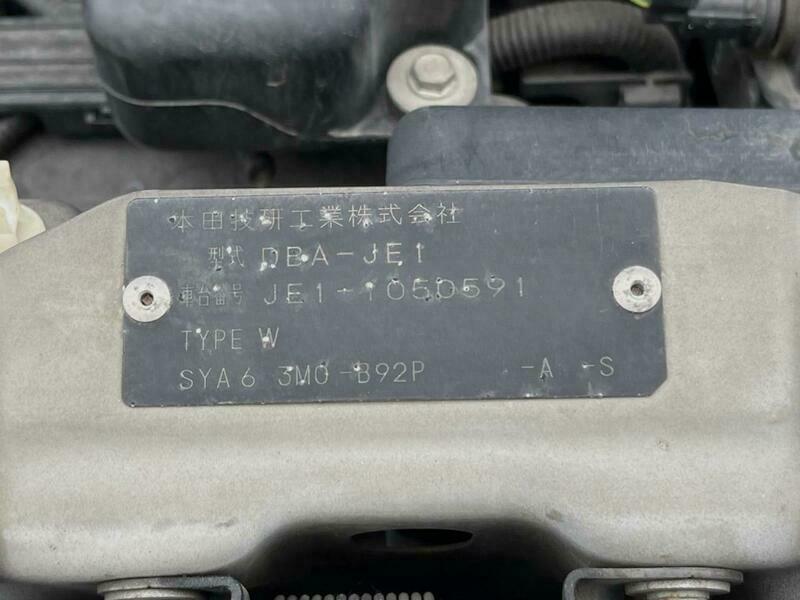 本田技研工業株式会社
型式 DBA-JE1
車台番号 JE1-1050591
TYPE W
SYA6 3M0-B92P -A -S